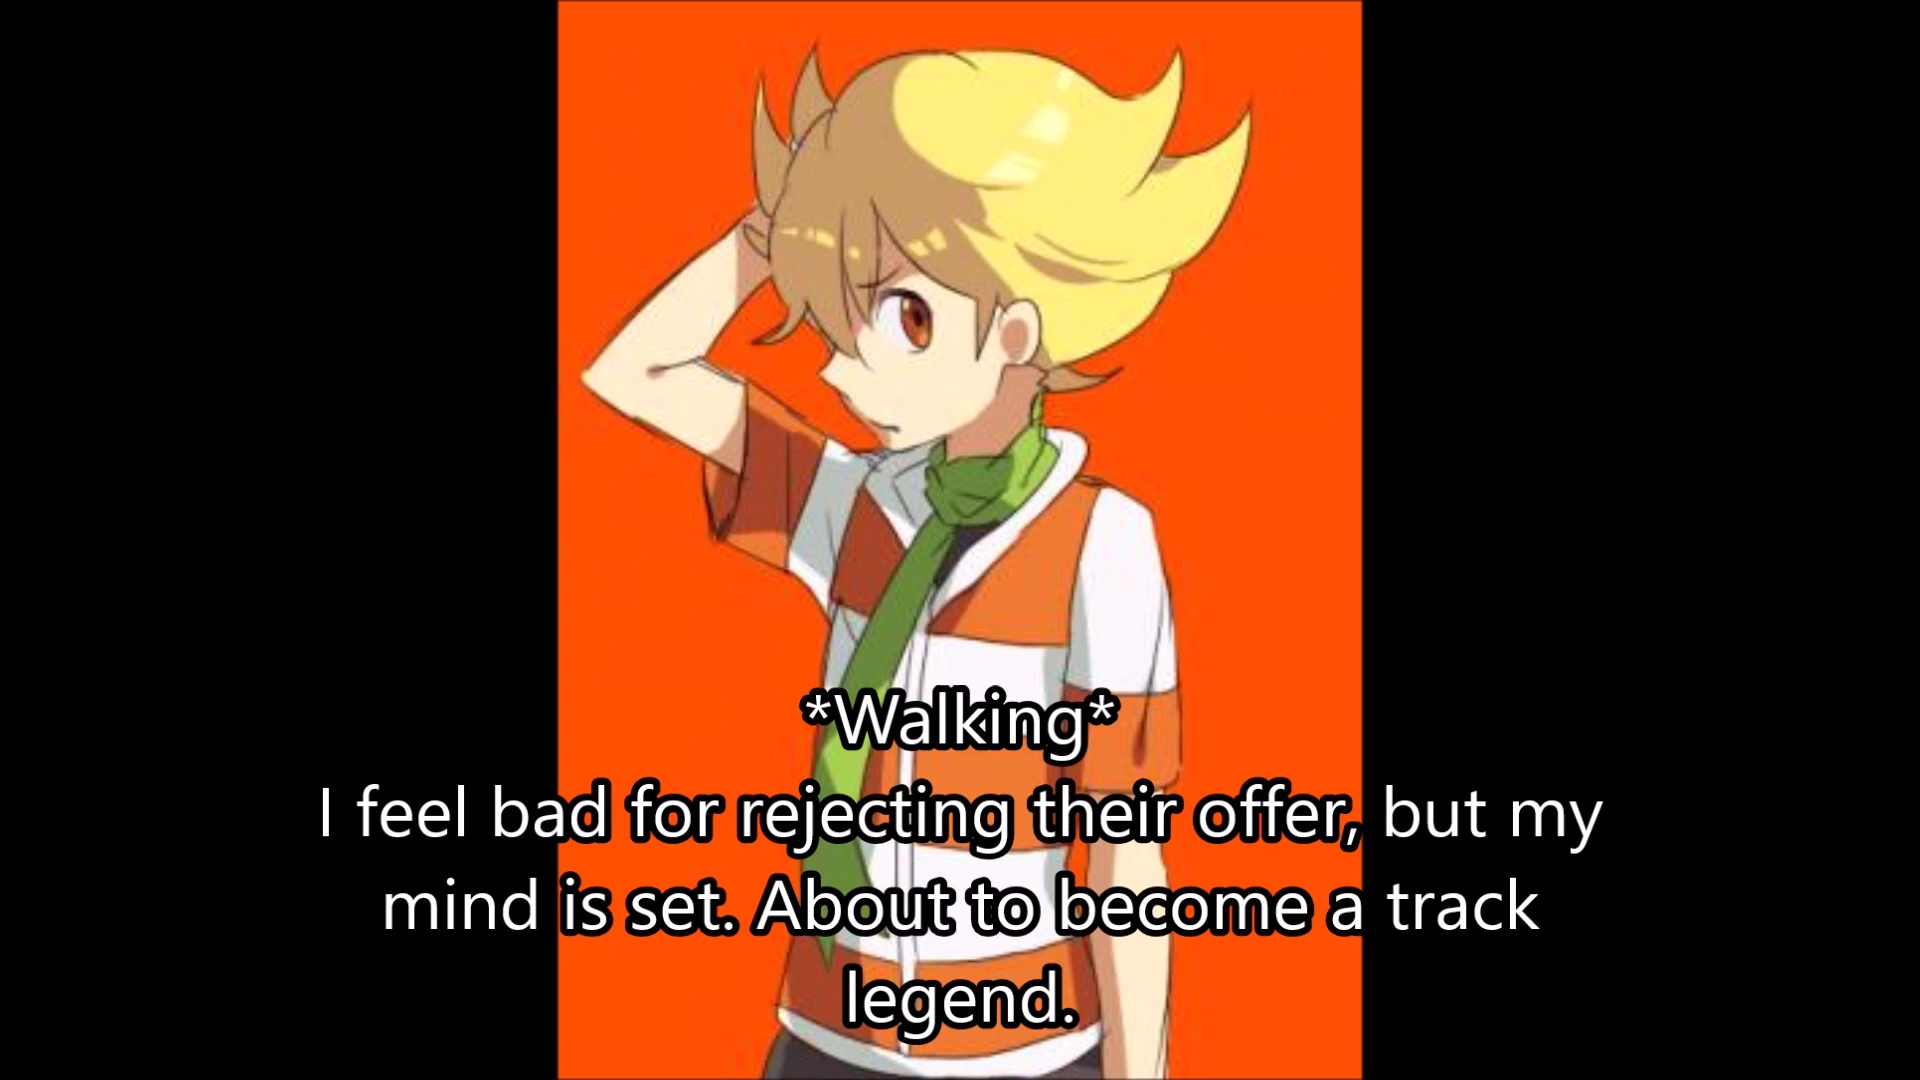 *Walking*
I feel bad for rejecting their offer, but my
mind is set. About to become a track
legend.